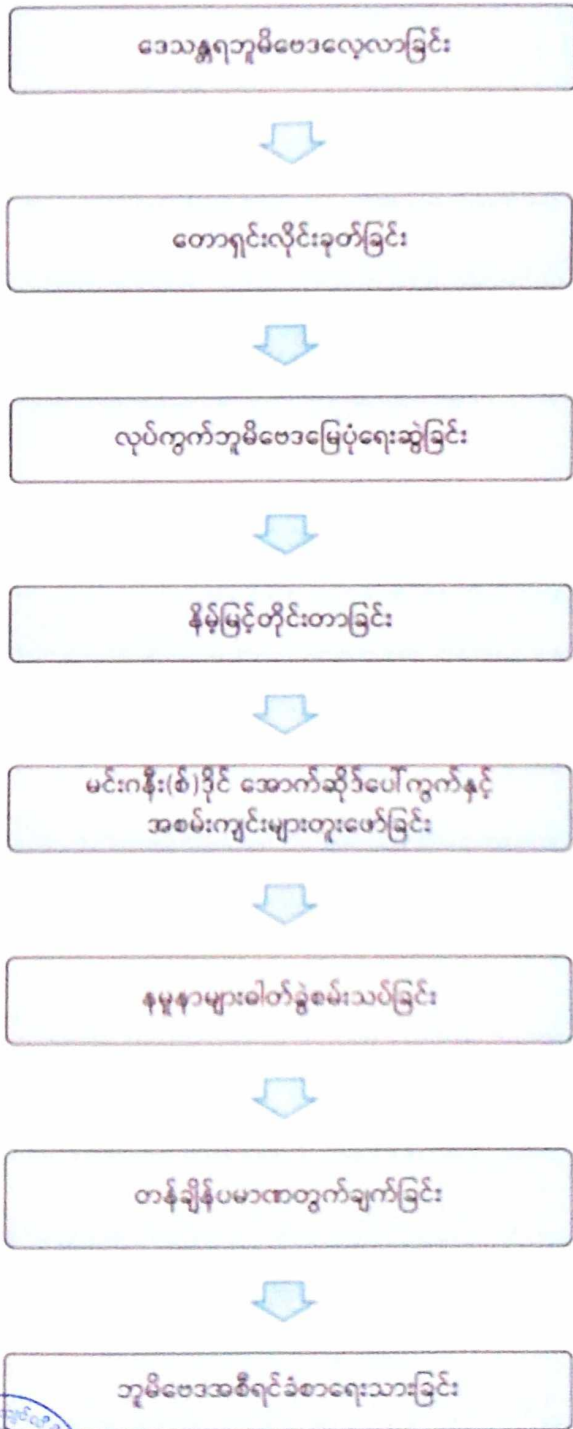 ဒေသန္တရဘူမိဗေဒလေ့လာခြင်း
တောရှင်းလိုင်းခုတ်ခြင်း
လုပ်ကွက်ဘူမိဗေဒမြေပုံရေးဆွဲခြင်း
နိမ့်မြင့်တိုင်းတာခြင်း
မင်းဂနီး(စ်)ဒိုင် အောက်ဆိုဒ်ပေါ်ကွက်နှင့်
အစမ်းကျင်းများတူးဖော်ခြင်း
နမူနာများဓါတ်ခွဲစမ်းသပ်ခြင်း
တန်ချိန်ပမာဏတွက်ချက်ခြင်း
ဘူမိဗေဒအစီရင်ခံစာရေးသားခြင်း